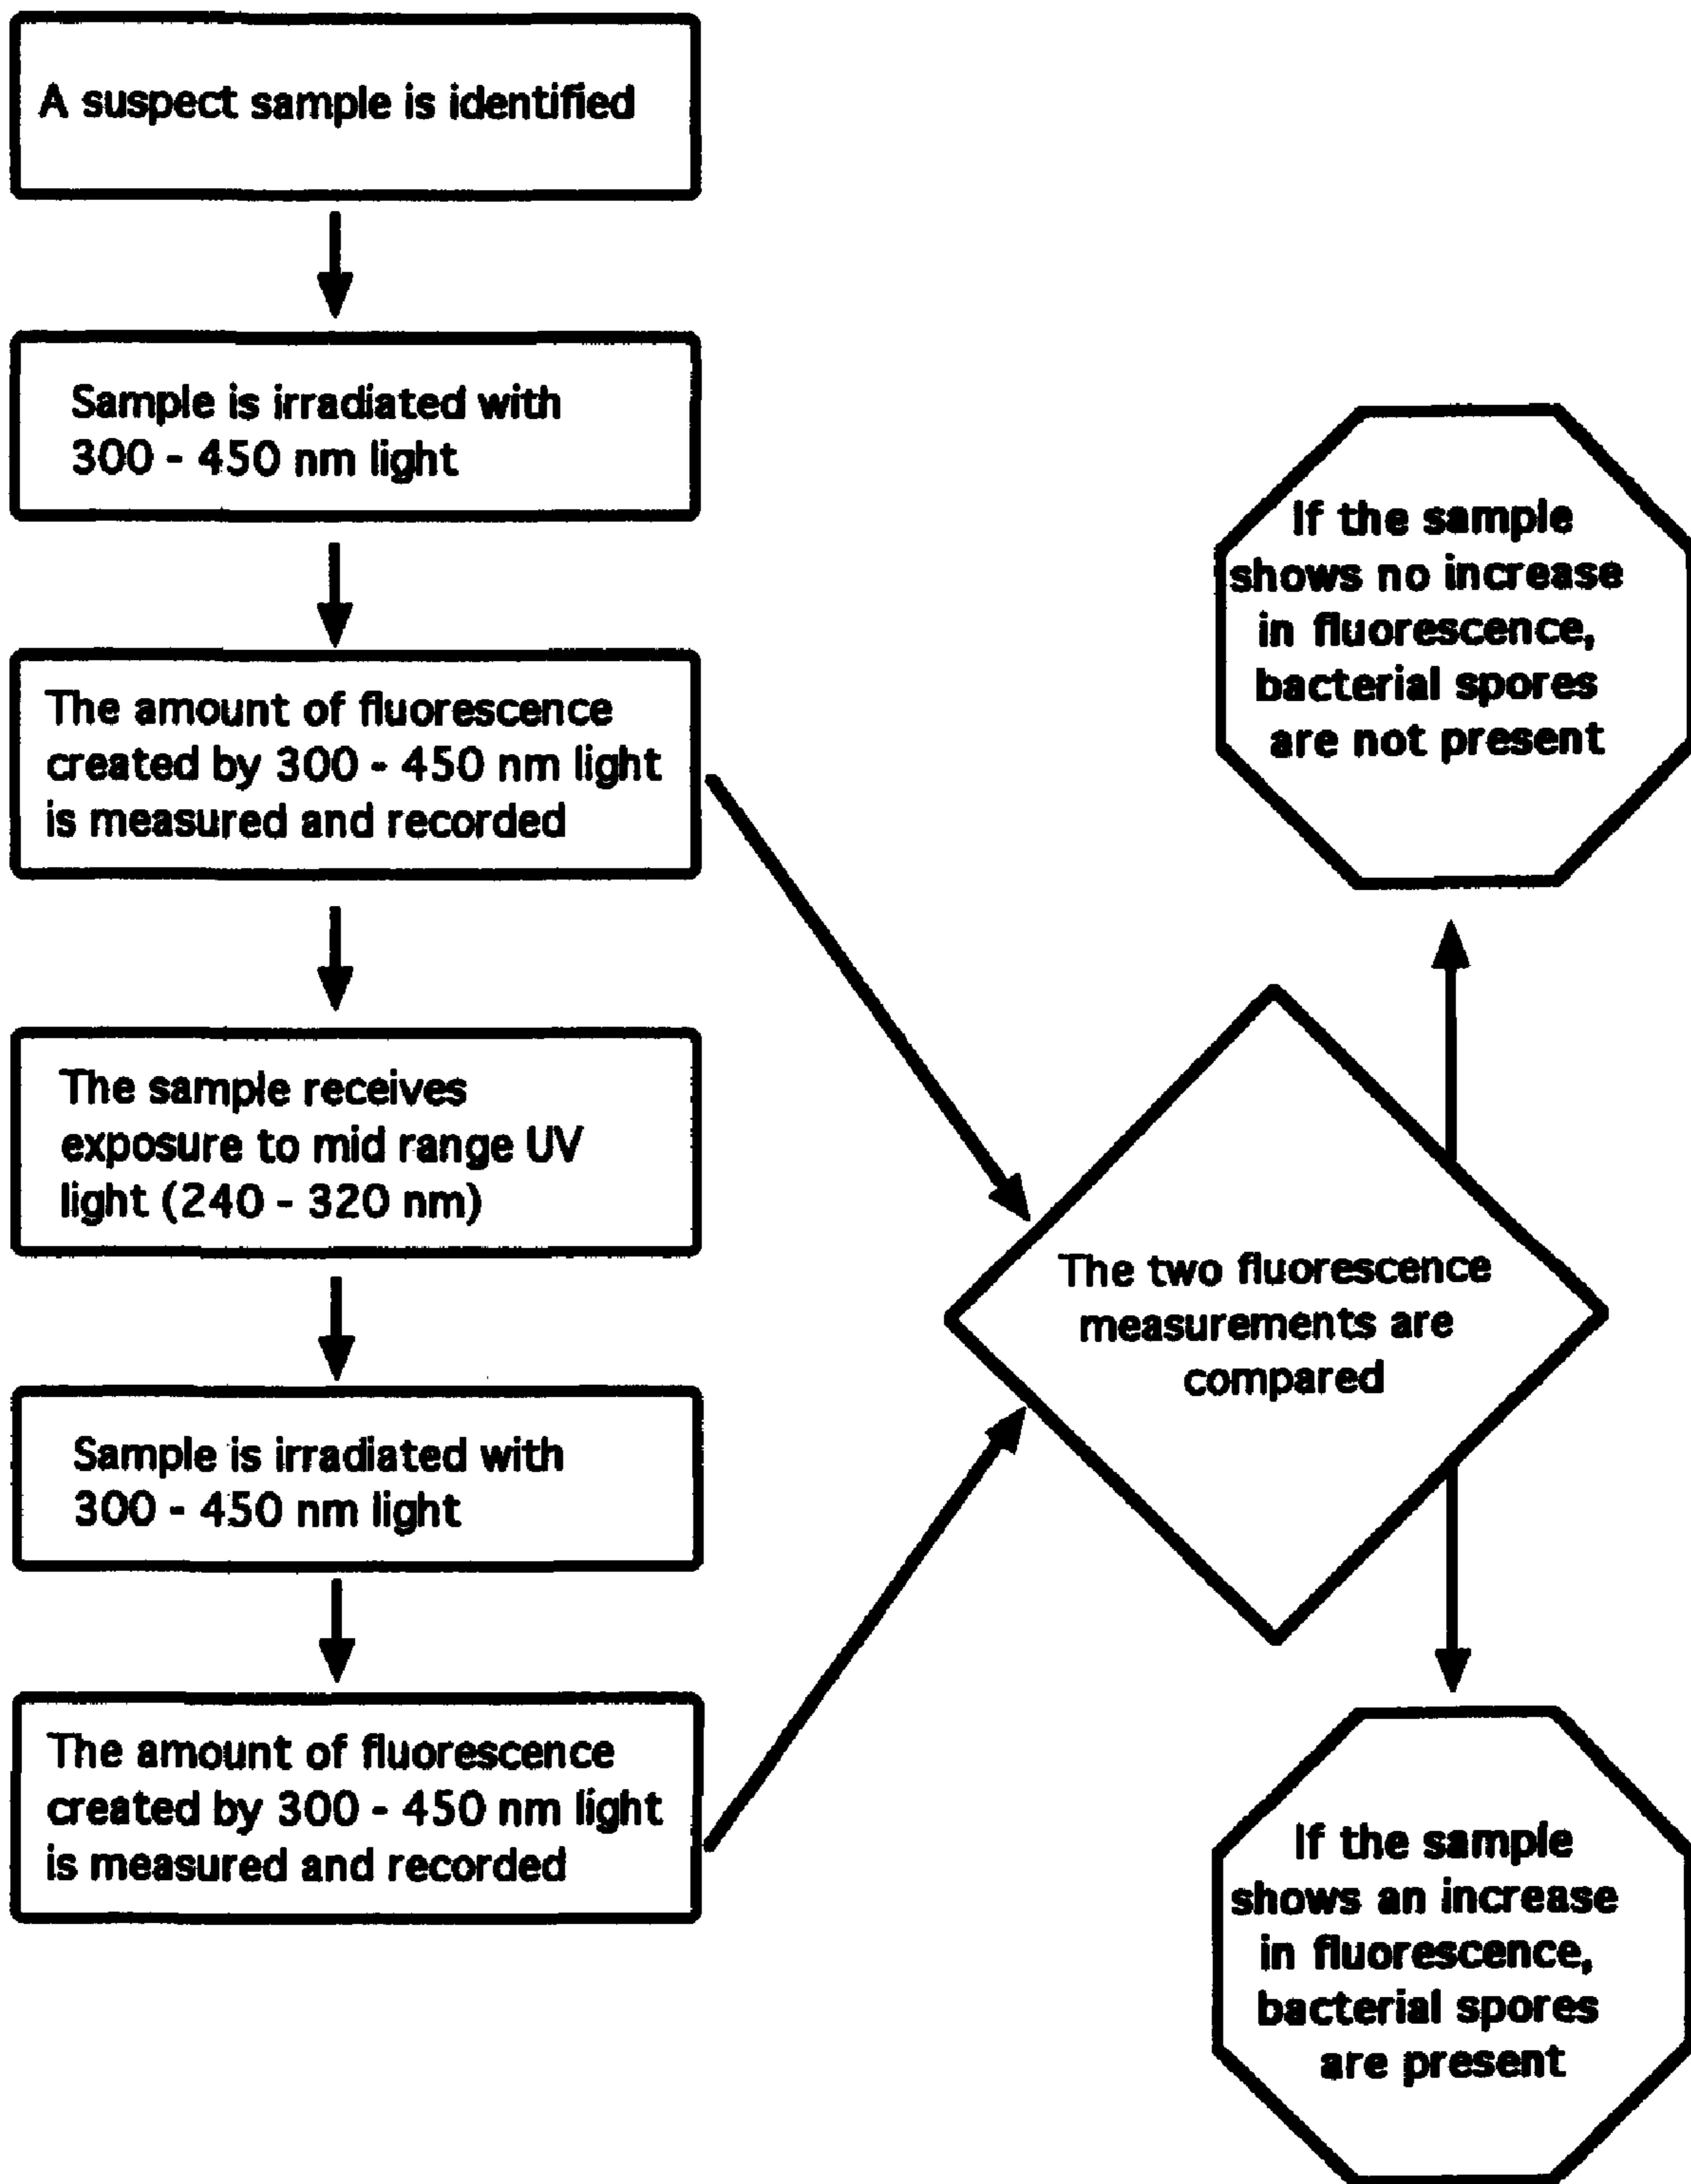 A suspect sample is identified
Sample is irradiated with
300 - 450 nm light
The amount of fluorescence
created by 300 - 450 nm light
is measured and recorded
The sample receives
exposure to mid range UV
light (240 - 320 nm)
Sample is irradiated with
300 - 450 nm light
The amount of fluorescence
created by 300 - 450 nm light
is measured and recorded
The two fluorescence
measurements are
compared
If the sample
shows no increase
in fluorescence,
bacterial spores
are not present
If the sample
shows an increase
in fluorescence,
bacterial spores
are present